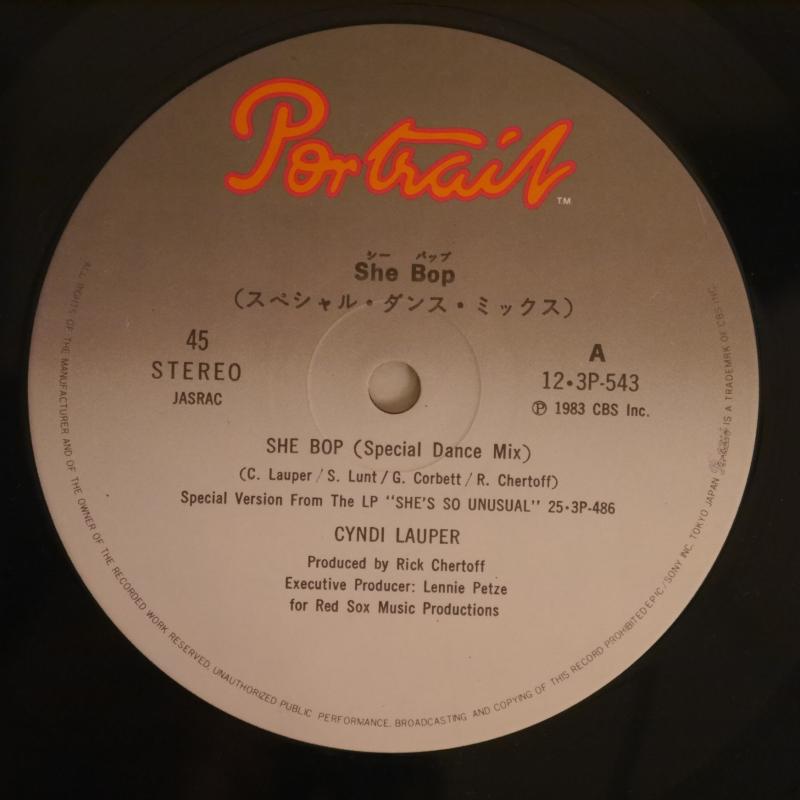 Portrait
TM
シー バップ
She Bop
(スペシャル・ダンス・ミックス)
45
STEREO
JASRAC
A
12・3P-543
Ⓟ 1983 CBS Inc.
SHE BOP (Special Dance Mix)
(C. Lauper / S. Lunt / G. Corbett / R. Chertoff)
Special Version From The LP "SHE'S SO UNUSUAL" 25・3P-486
CYNDI LAUPER
Produced by Rick Chertoff
Executive Producer: Lennie Petze
for Red Sox Music Productions
ALL RIGHTS OF THE MANUFACTURER AND OF THE OWNER OF THE RECORDED WORK RESERVED. UNAUTHORIZED PUBLIC PERFORMANCE. BROADCASTING AND COPYING OF THIS RECORD PROHIBITED EPIC/SONY INC. TOKYO JAPAN IS A TRADEMRK OF CBS INC.